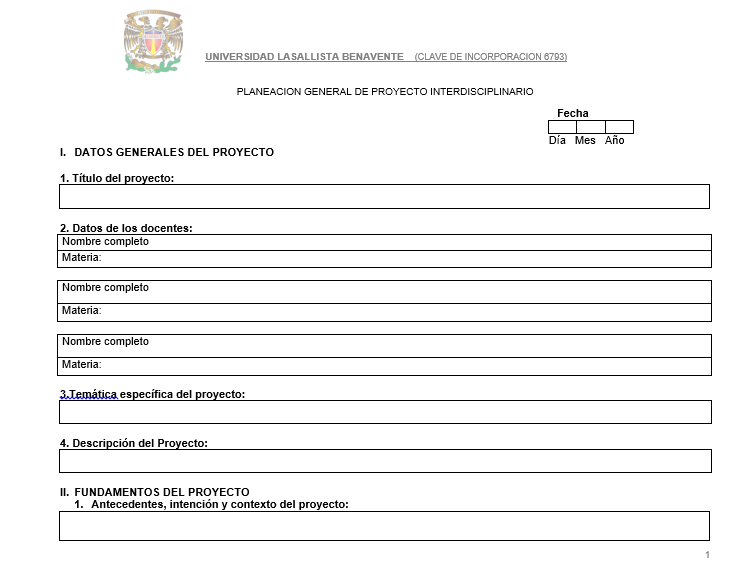 UNIVERSIDAD LASALLISTA BENAVENTE (CLAVE DE INCORPORACION 6793)
PLANEACION GENERAL DE PROYECTO INTERDISCIPLINARIO
Fecha
Día Mes Año
I. DATOS GENERALES DEL PROYECTO
1. Título del proyecto:
2. Datos de los docentes:
Nombre completo
Materia:
Nombre completo
Materia:
Nombre completo
Materia:
3.Temática específica del proyecto:
4. Descripción del Proyecto:
II. FUNDAMENTOS DEL PROYECTO
1. Antecedentes, intención y contexto del proyecto:
1